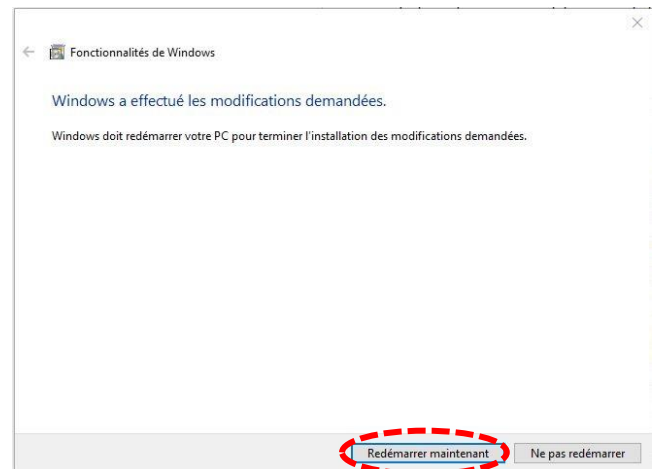 Fonctionnalités de Windows
Windows a effectué les modifications demandées.
Windows doit redémarrer votre PC pour terminer l'installation des modifications demandées.
Redémarrer maintenant
Ne pas redémarrer